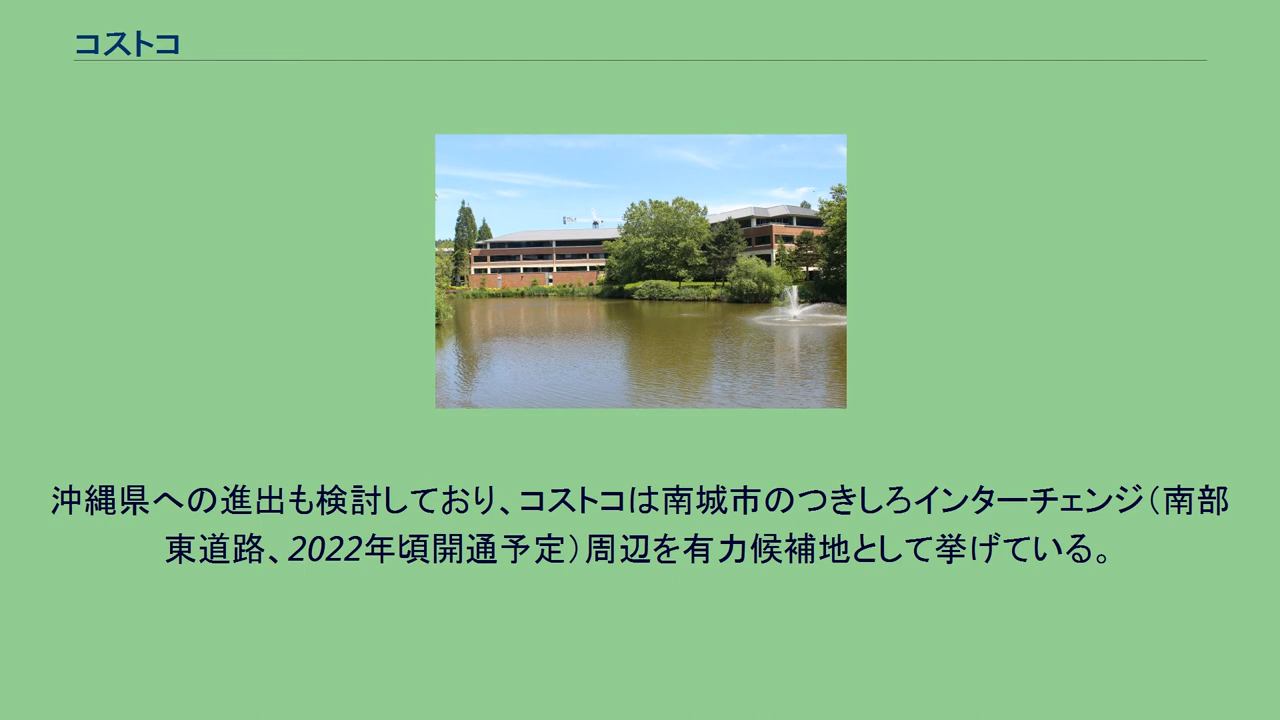 コストコ
沖縄県への進出も検討しており、コストコは南城市のつきしろインターチェンジ（南部
東道路、2022年頃開通予定）周辺を有力候補地として挙げている。